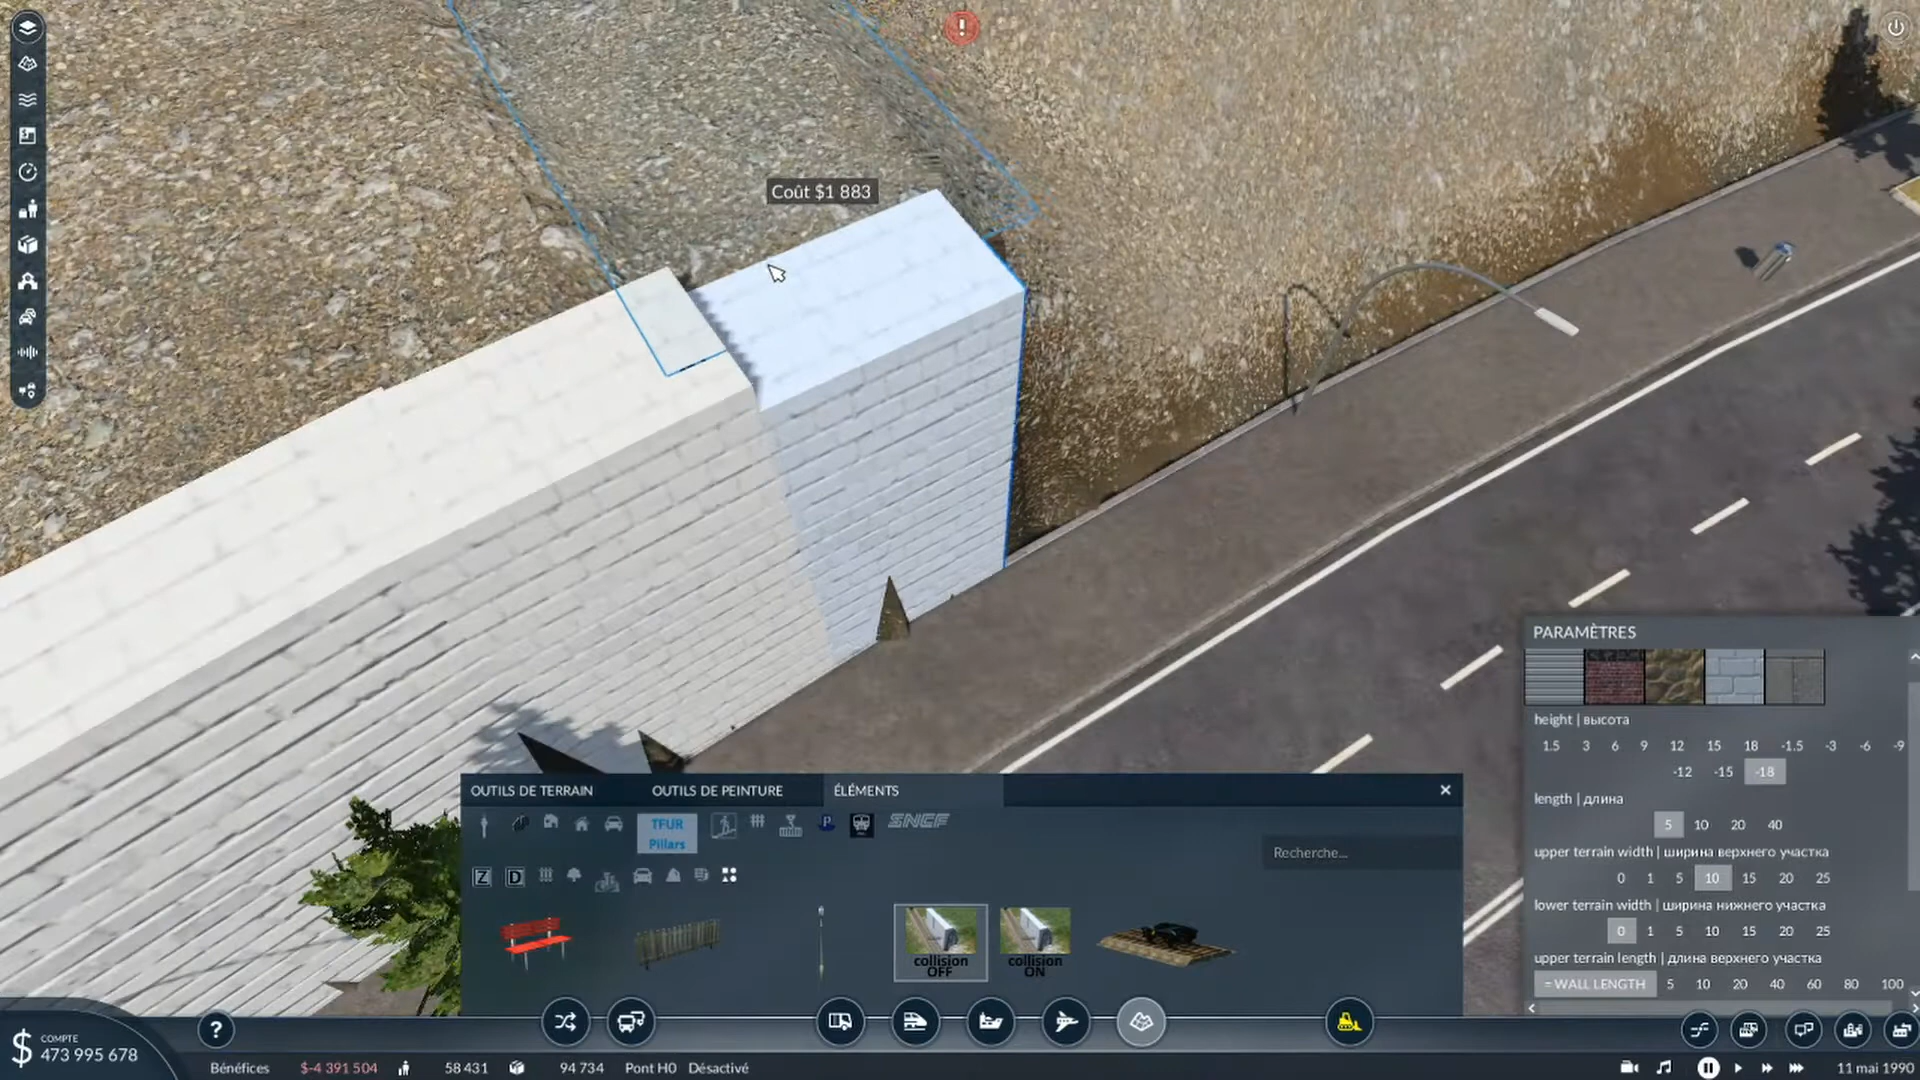 Coût $1 883
PARAMÈTRES
height | высота
1.5 3 6 9 12 15 18 -1.5 -3 -6 -9
-12 -15 -18
length | длина
5 10 20 40
upper terrain width | ширина верхнего участка
0 1 5 10 15 20 25
lower terrain width | ширина нижнего участка
0 1 5 10 15 20 25
upper terrain length | длина верхнего участка
= WALL LENGTH 5 10 20 40 60 80 100
OUTILS DE TERRAIN OUTILS DE PEINTURE ÉLÉMENTS
TFUR
Pillars
P
SNCF
Recherche...
Z D
collision
OFF
collision
ON
$ COMPTE
473 995 678
?
Bénéfices $-4 391 504 58 431 94 734 Pont H0 Désactivé
11 mai 1990